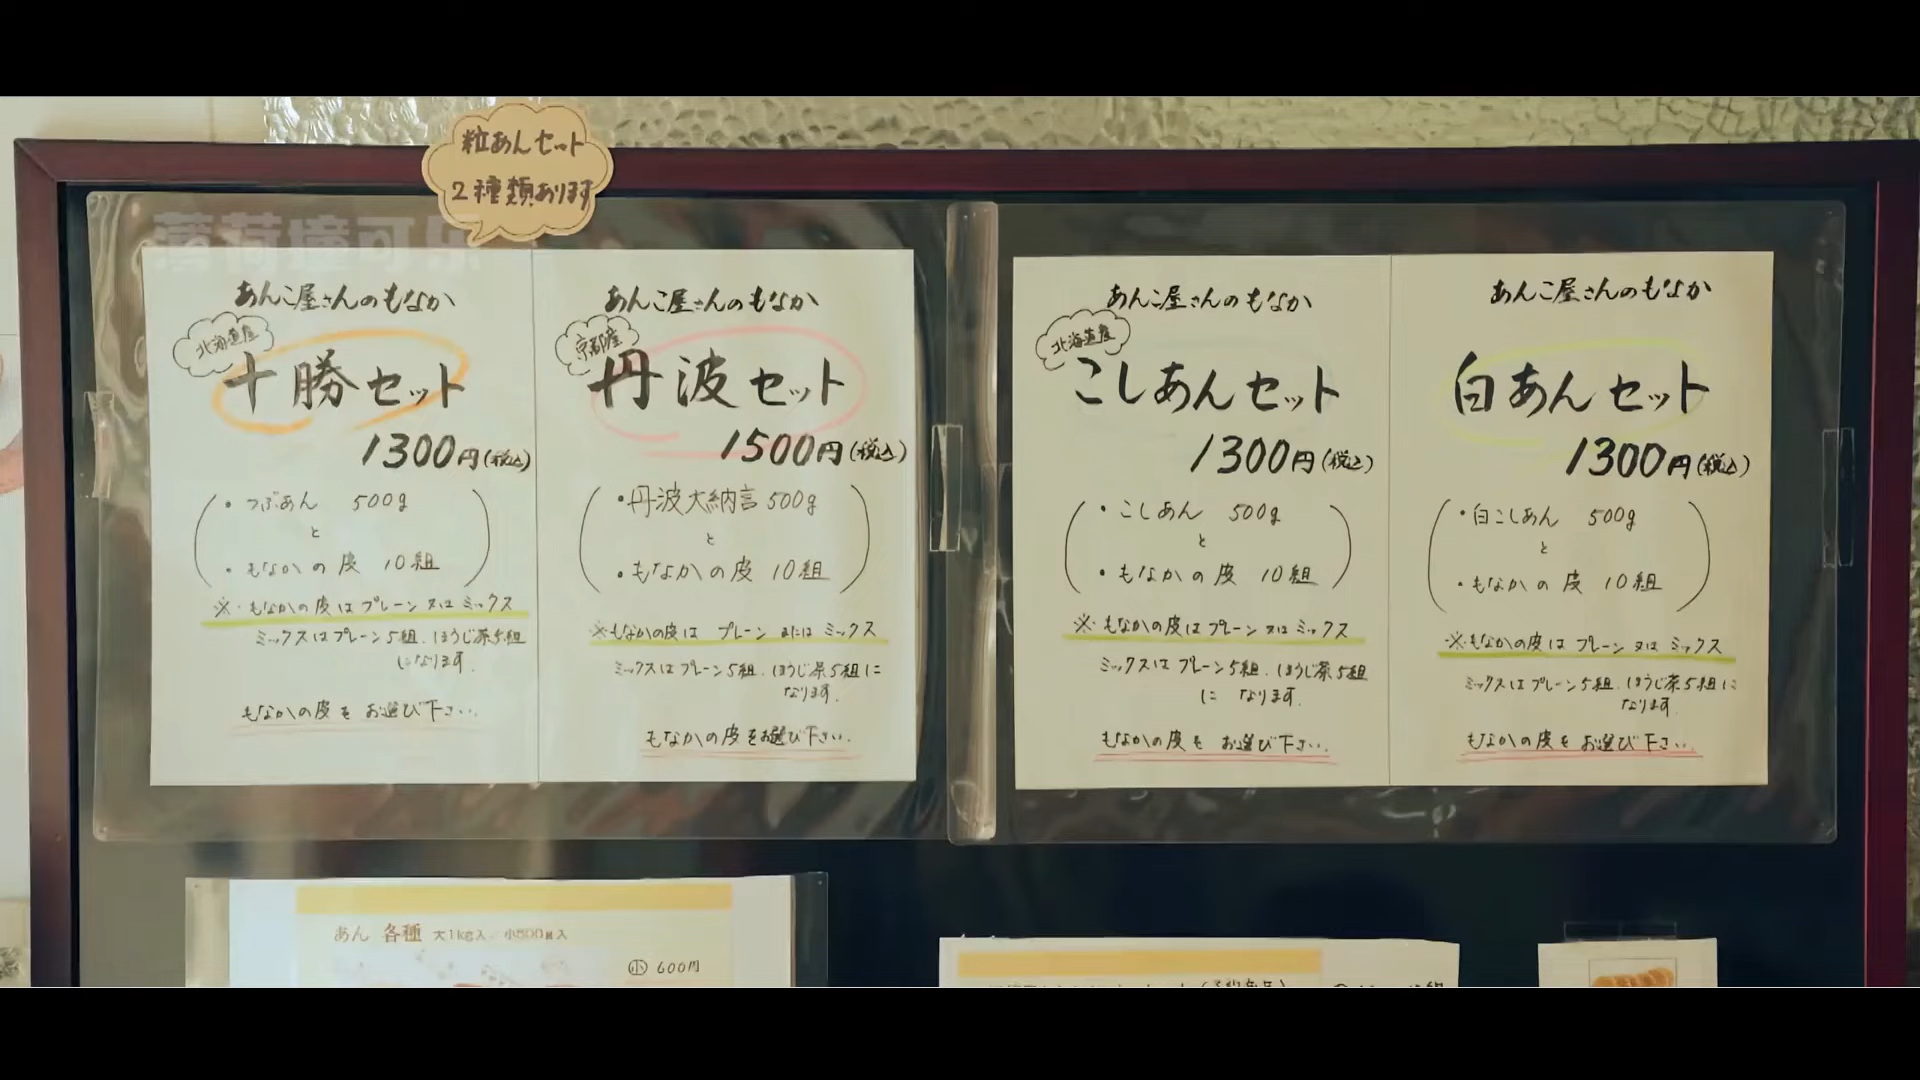 粒あんセット
2種類あります
薄荷撞可乐
あんこ屋さんのもなか
北海道産
十勝セット
1300円(税込)
・つぶあん 500g
と
・もなかの皮 10組
※・もなかの皮はプレーン又はミックス
ミックスはプレーン5組、ほうじ茶5組
になります。
もなかの皮を お選び下さい。
あんこ屋さんのもなか
京都産
丹波セット
1500円(税込)
・丹波大納言 500g
と
・もなかの皮 10組
※もなかの皮は プレーン または ミックス
ミックスはプレーン5組、ほうじ茶5組に
なります。
もなかの皮をお選び下さい。
あんこ屋さんのもなか
北海道産
こしあんセット
1300円(税込)
・こしあん 500g
と
・もなかの皮 10組
※・もなかの皮はプレーン又はミックス
ミックスはプレーン5組、ほうじ茶5組
に なります。
もなかの皮を お選び下さい。
あんこ屋さんのもなか
白あんセット
1300円(税込)
・白こしあん 500g
と
・もなかの皮 10組
※もなかの皮はプレーン又はミックス
ミックスはプレーン5組、ほうじ茶5組に
なります。
もなかの皮を お選び下さい。
あん 各種 大1kg入 小500g入
小 600円